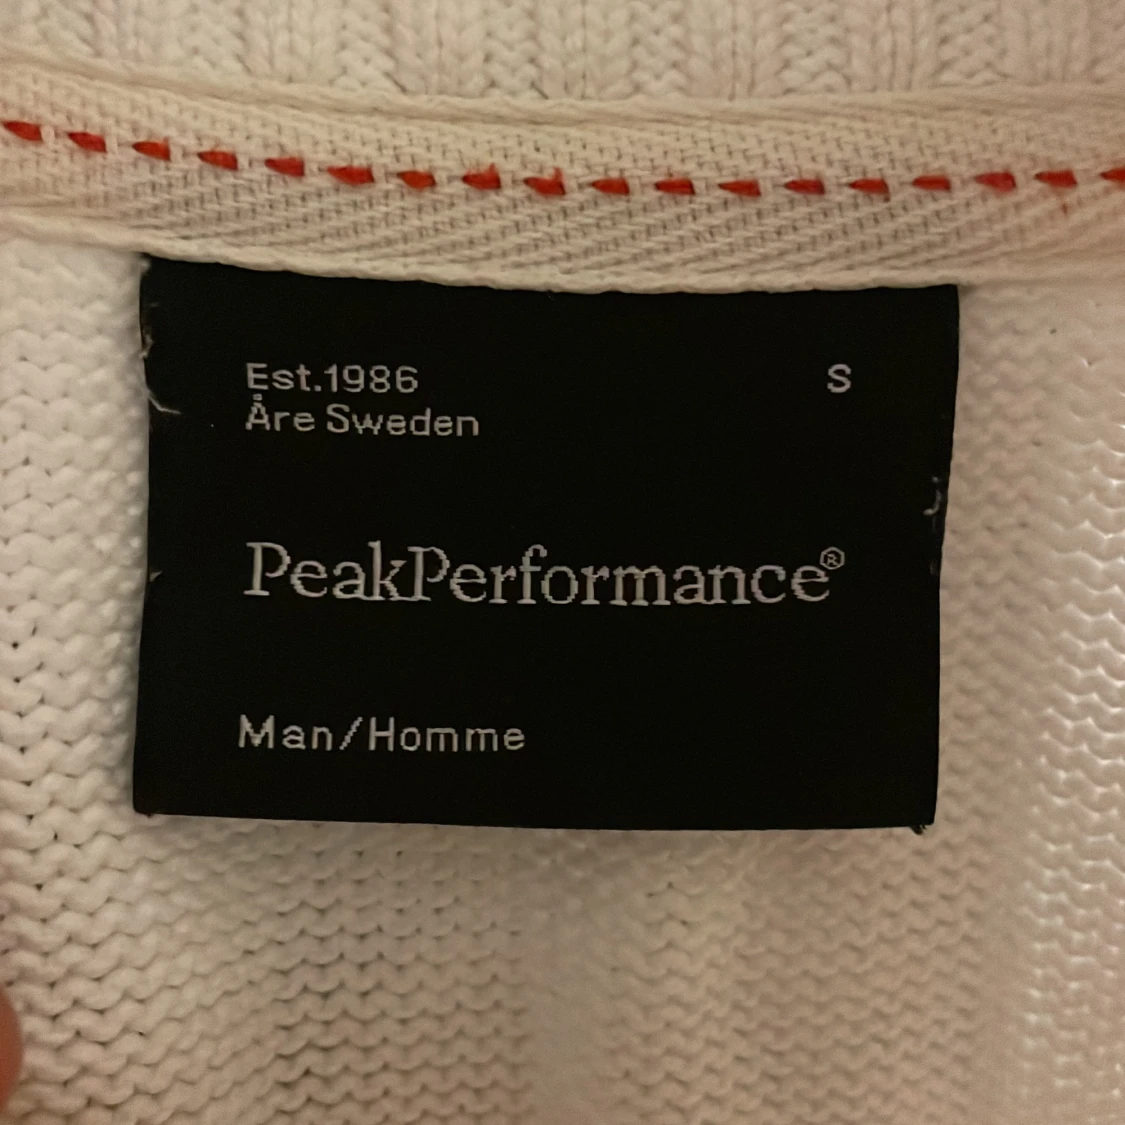 Est.1986 S
Åre Sweden
PeakPerformance®
Man/Homme